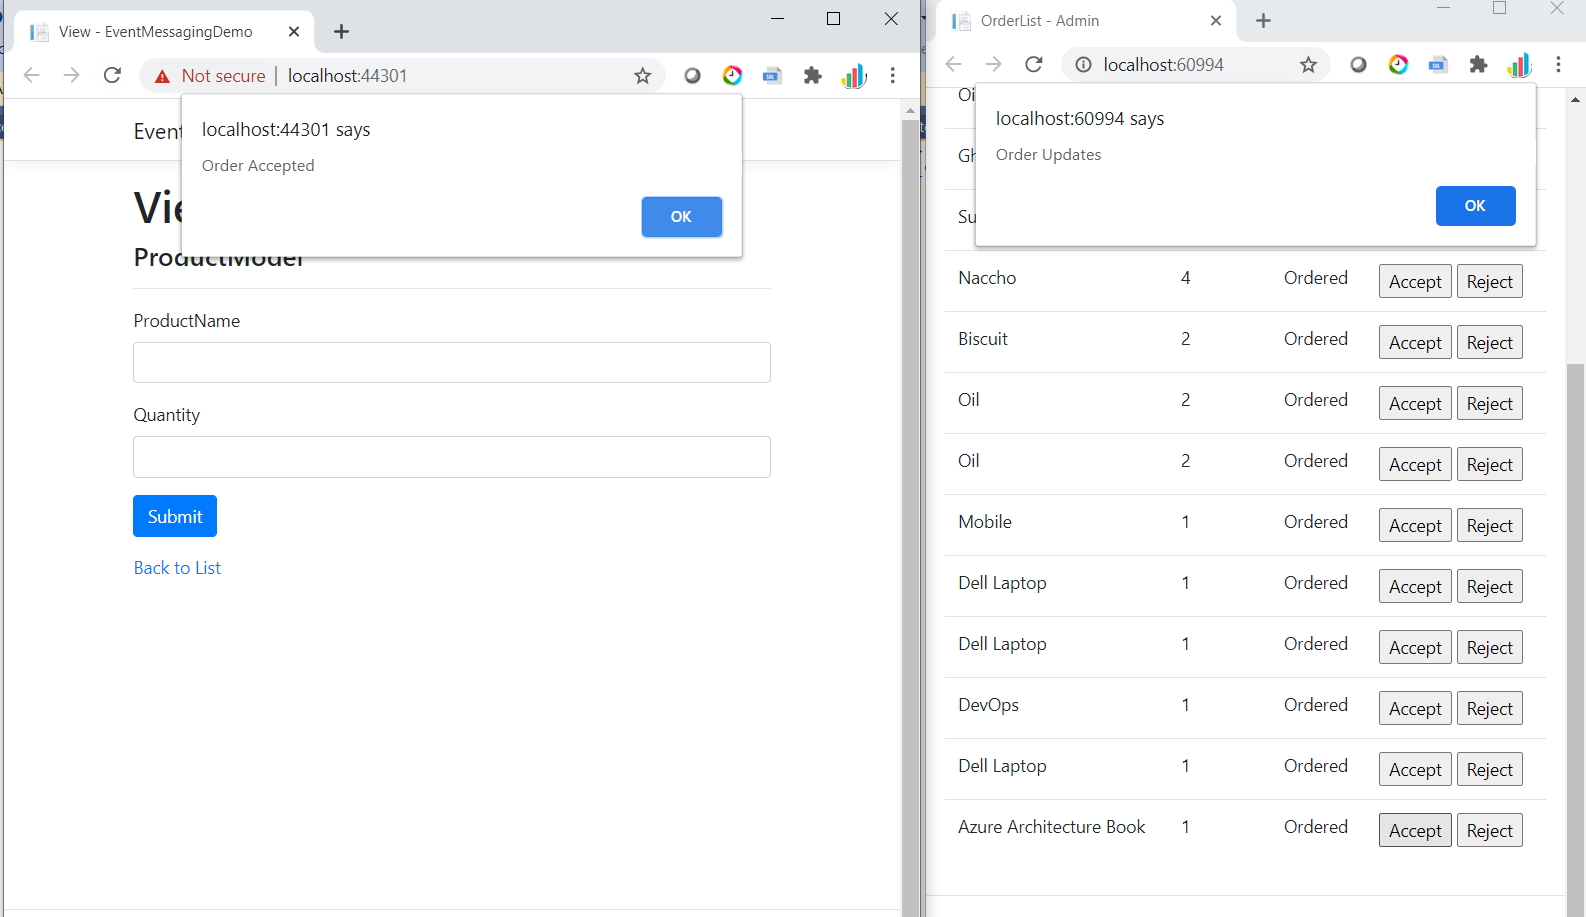 View - EventMessagingDemo
Not secure | localhost:44301
localhost:44301 says
Order Accepted
OK
Event
Vie
ProductModel
ProductName
Quantity
Submit
Back to List
OrderList - Admin
localhost:60994
localhost:60994 says
Order Updates
OK
Oi
Gh
Su
Naccho 4 Ordered Accept Reject
Biscuit 2 Ordered Accept Reject
Oil 2 Ordered Accept Reject
Oil 2 Ordered Accept Reject
Mobile 1 Ordered Accept Reject
Dell Laptop 1 Ordered Accept Reject
Dell Laptop 1 Ordered Accept Reject
DevOps 1 Ordered Accept Reject
Dell Laptop 1 Ordered Accept Reject
Azure Architecture Book 1 Ordered Accept Reject